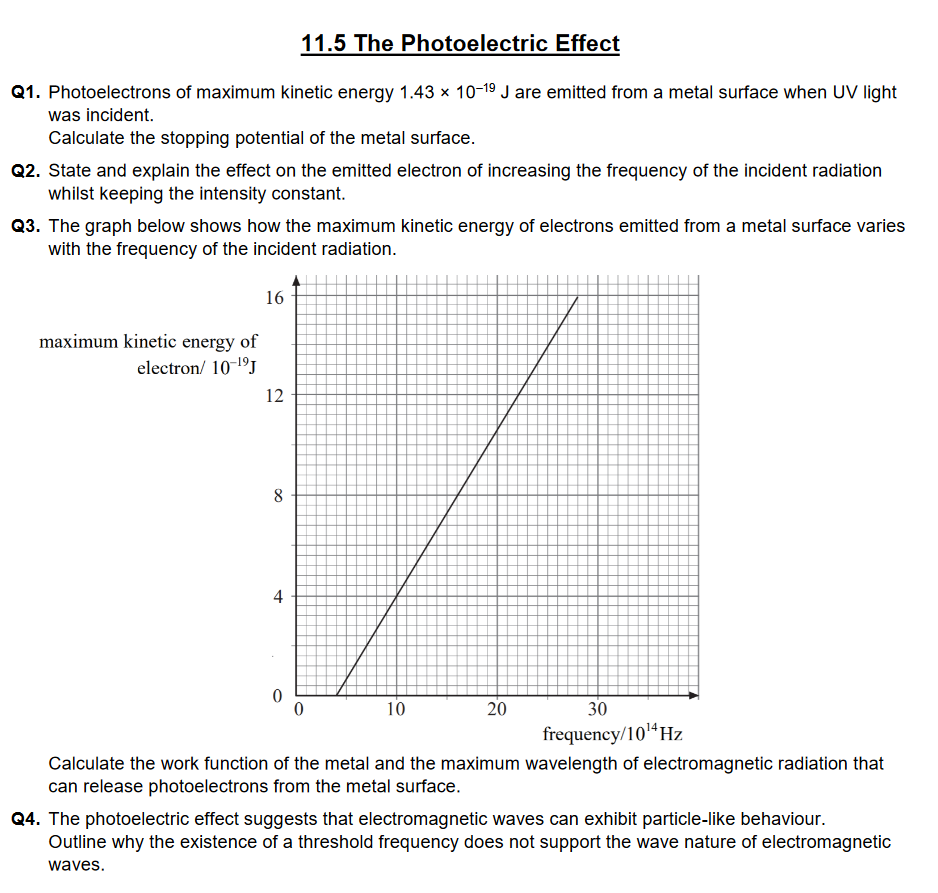 11.5 The Photoelectric Effect
Q1. Photoelectrons of maximum kinetic energy 1.43 × 10⁻¹⁹ J are emitted from a metal surface when UV light
was incident.
Calculate the stopping potential of the metal surface.
Q2. State and explain the effect on the emitted electron of increasing the frequency of the incident radiation
whilst keeping the intensity constant.
Q3. The graph below shows how the maximum kinetic energy of electrons emitted from a metal surface varies
with the frequency of the incident radiation.
16
maximum kinetic energy of
electron/ 10⁻¹⁹J
12
8
4
0
0 10 20 30
frequency/10¹⁴Hz
Calculate the work function of the metal and the maximum wavelength of electromagnetic radiation that
can release photoelectrons from the metal surface.
Q4. The photoelectric effect suggests that electromagnetic waves can exhibit particle-like behaviour.
Outline why the existence of a threshold frequency does not support the wave nature of electromagnetic
waves.